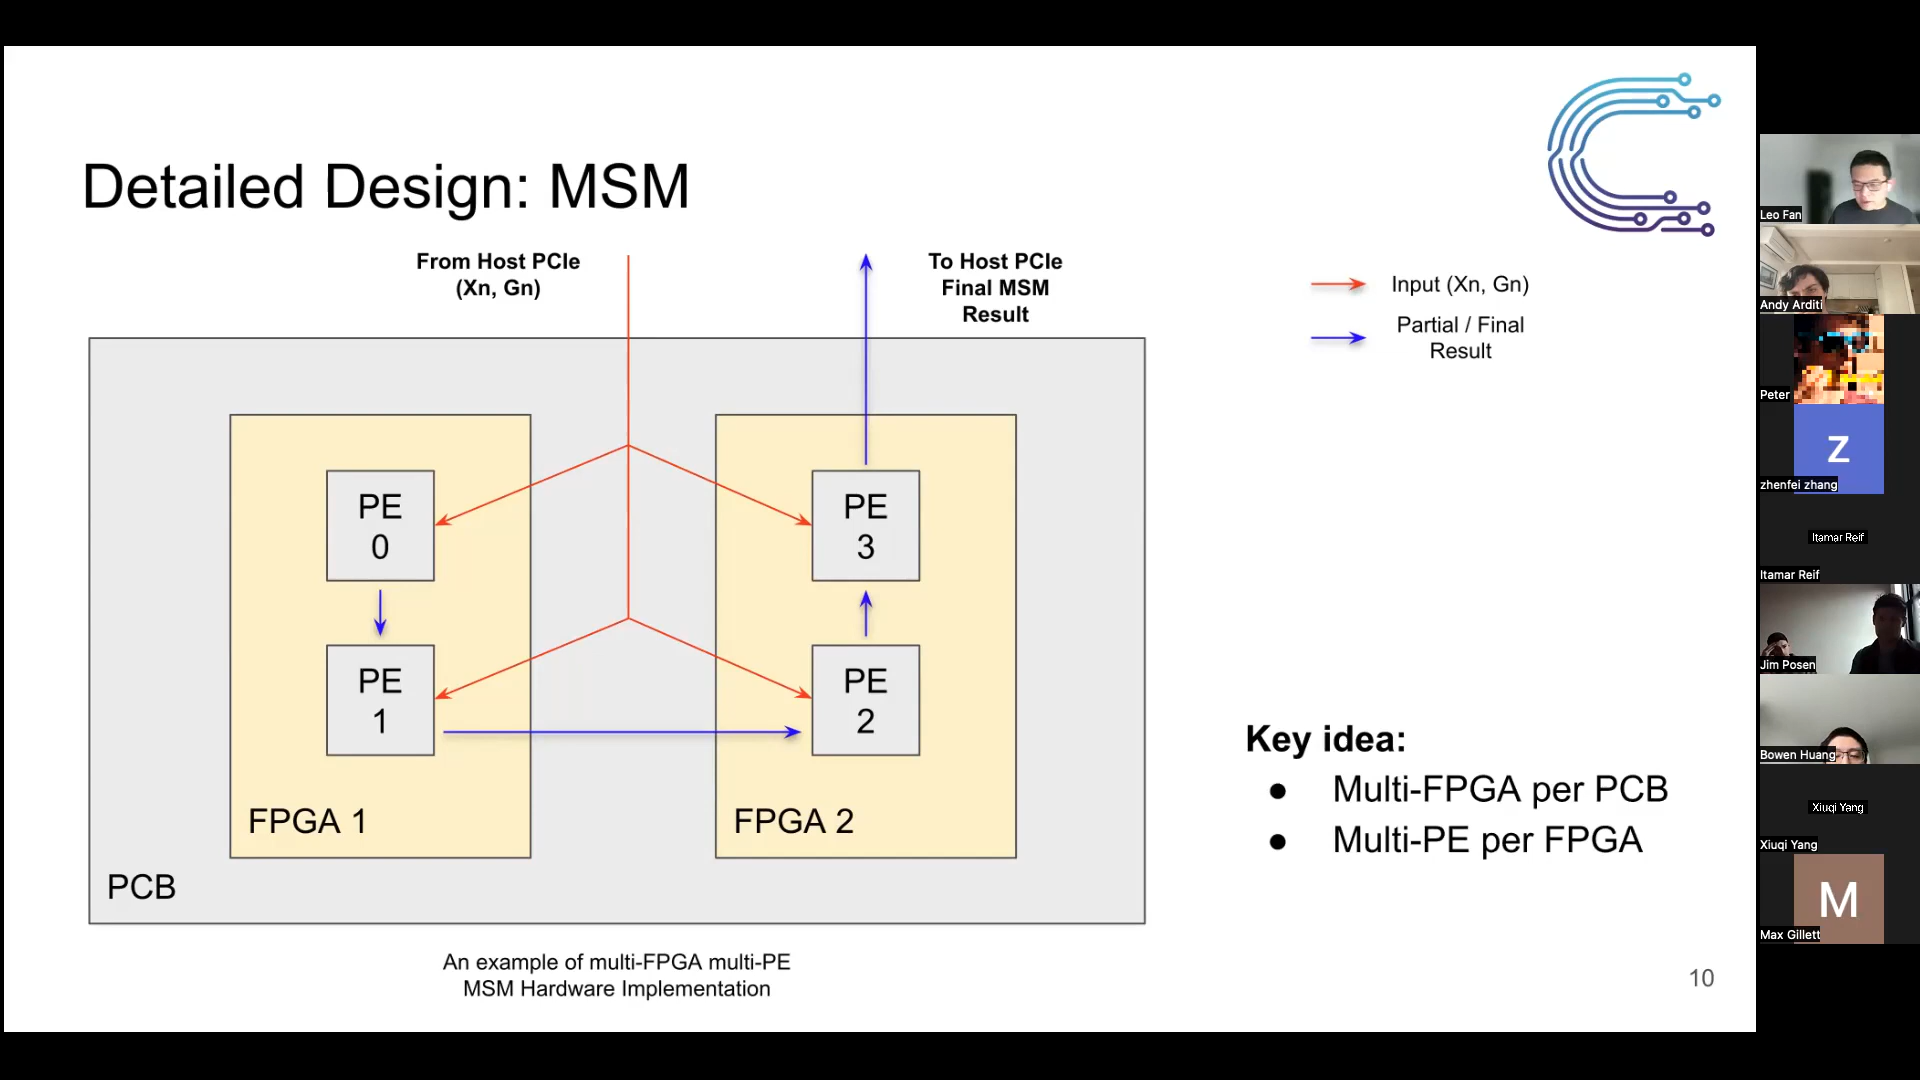 Detailed Design: MSM
From Host PCIe
(Xn, Gn)
To Host PCIe
Final MSM
Result
Input (Xn, Gn)
Partial / Final
Result
PE
0
PE
3
PE
1
PE
2
FPGA 1
FPGA 2
PCB
Key idea:
● Multi-FPGA per PCB
● Multi-PE per FPGA
An example of multi-FPGA multi-PE
MSM Hardware Implementation
10
Leo Fan
Andy Arditi
Peter
Z
zhenfei zhang
Itamar Reif
Itamar Reif
Jim Posen
Bowen Huang
Xiuqi Yang
Xiuqi Yang
M
Max Gillett